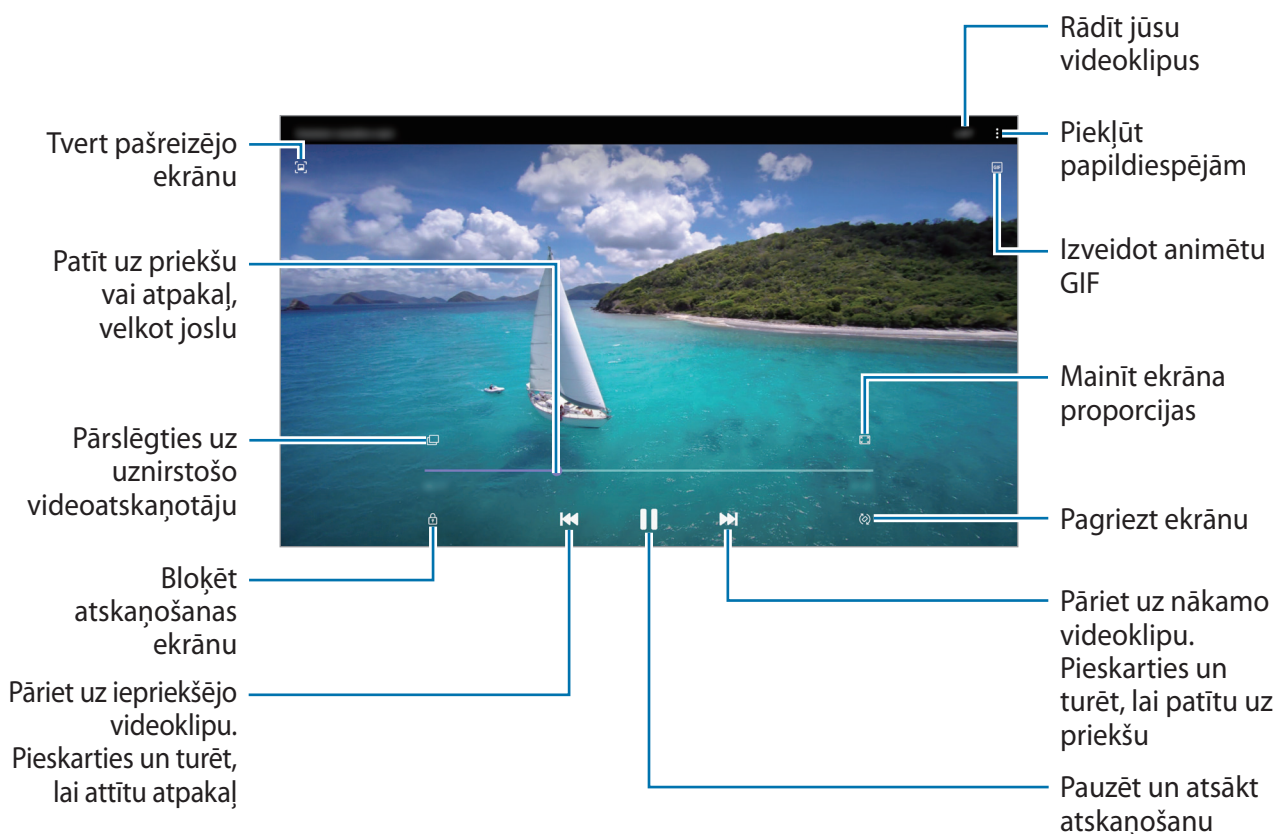 Rādīt jūsu
videoklipus
Piekļūt
papildiespējām
Izveidot animētu
GIF
Mainīt ekrāna
proporcijas
Pagriezt ekrānu
Pāriet uz nākamo
videoklipu.
Pieskarties un
turēt, lai patītu uz
priekšu
Pauzēt un atsākt
atskaņošanu
Tvert pašreizējo
ekrānu
Patīt uz priekšu
vai atpakaļ,
velkot joslu
Pārslēgties uz
uznirstošo
videoatskaņotāju
Bloķēt
atskaņošanas
ekrānu
Pāriet uz iepriekšējo
videoklipu.
Pieskarties un turēt,
lai attītu atpakaļ